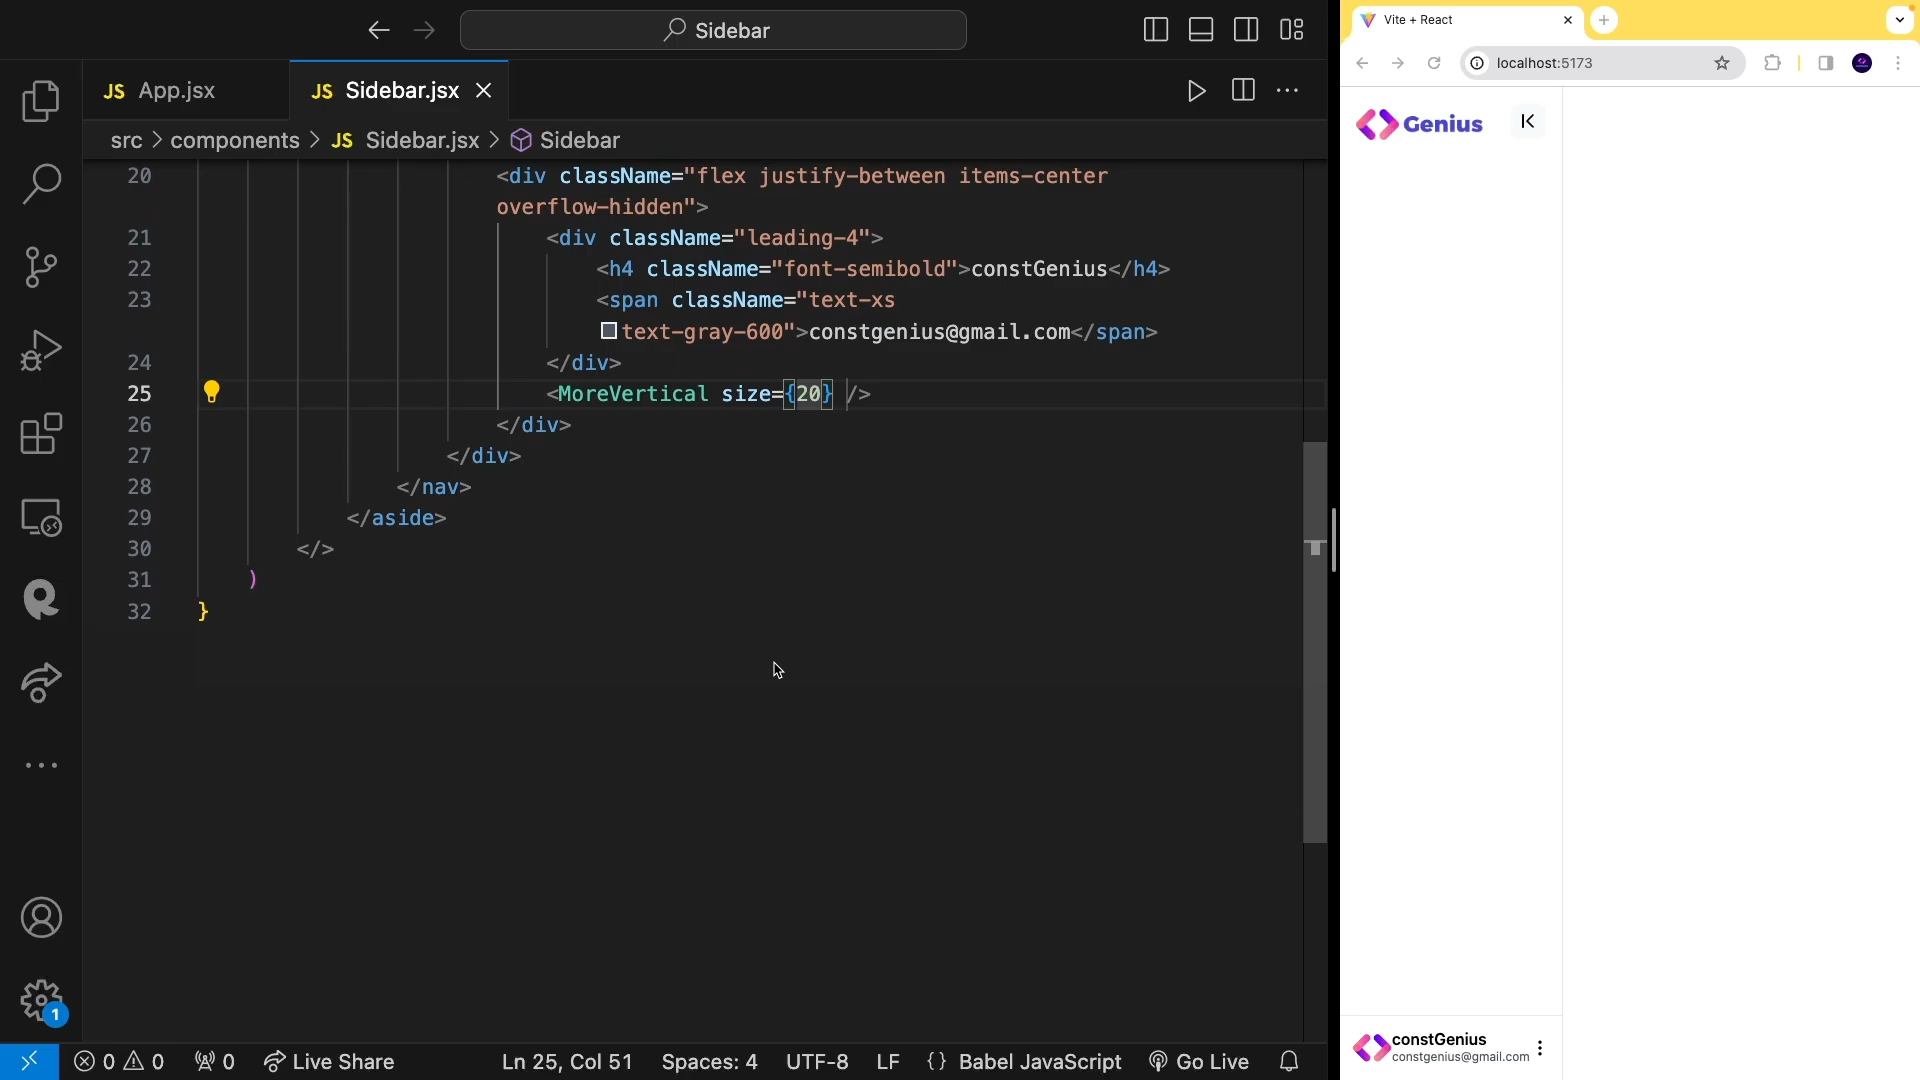 Sidebar
Vite + React
localhost:5173
JS App.jsx
JS Sidebar.jsx
src > components > JS Sidebar.jsx > Sidebar
20 <div className="flex justify-between items-center
overflow-hidden">
21 <div className="leading-4">
22 <h4 className="font-semibold">constGenius</h4>
23 <span className="text-xs
text-gray-600">constgenius@gmail.com</span>
24 </div>
25 <MoreVertical size={20} />
26 </div>
27 </div>
28 </nav>
29 </aside>
30 </>
31 )
32 }
Genius
constGenius
constgenius@gmail.com
1
0 0 0 Live Share Ln 25, Col 51 Spaces: 4 UTF-8 LF {} Babel JavaScript Go Live